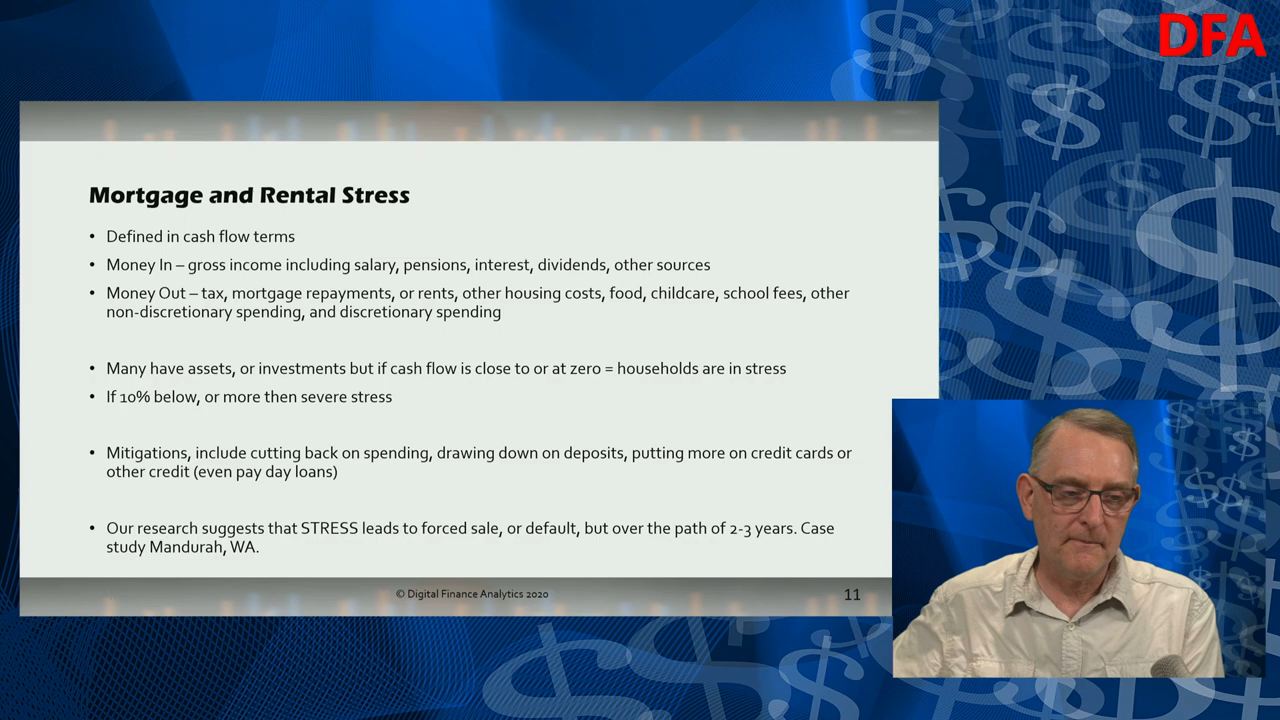 DFA
Mortgage and Rental Stress
• Defined in cash flow terms
• Money In – gross income including salary, pensions, interest, dividends, other sources
• Money Out – tax, mortgage repayments, or rents, other housing costs, food, childcare, school fees, other
non-discretionary spending, and discretionary spending
• Many have assets, or investments but if cash flow is close to or at zero = households are in stress
• If 10% below, or more then severe stress
• Mitigations, include cutting back on spending, drawing down on deposits, putting more on credit cards or
other credit (even pay day loans)
• Our research suggests that STRESS leads to forced sale, or default, but over the path of 2-3 years. Case
study Mandurah, WA.
© Digital Finance Analytics 2020
11